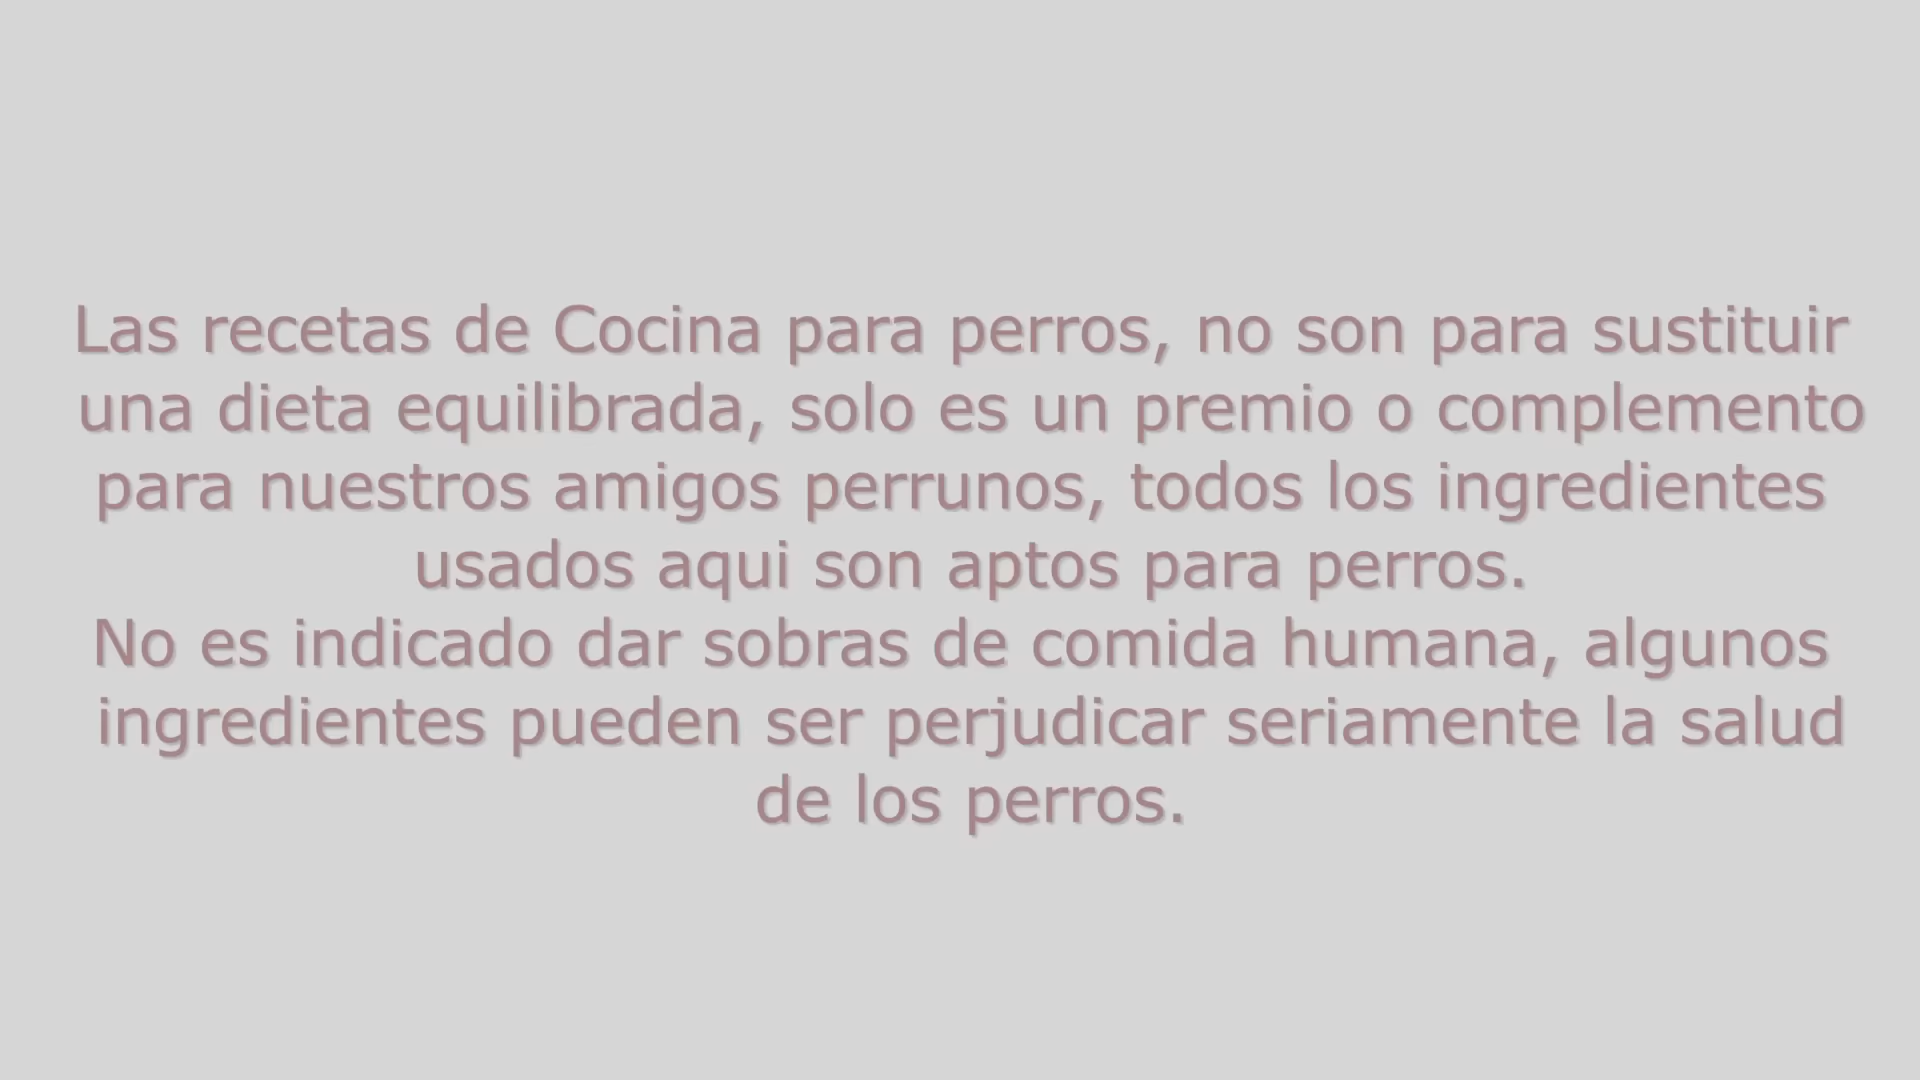 Las recetas de Cocina para perros, no son para sustituir
una dieta equilibrada, solo es un premio o complemento
para nuestros amigos perrunos, todos los ingredientes
usados aqui son aptos para perros.
No es indicado dar sobras de comida humana, algunos
ingredientes pueden ser perjudicar seriamente la salud
de los perros.